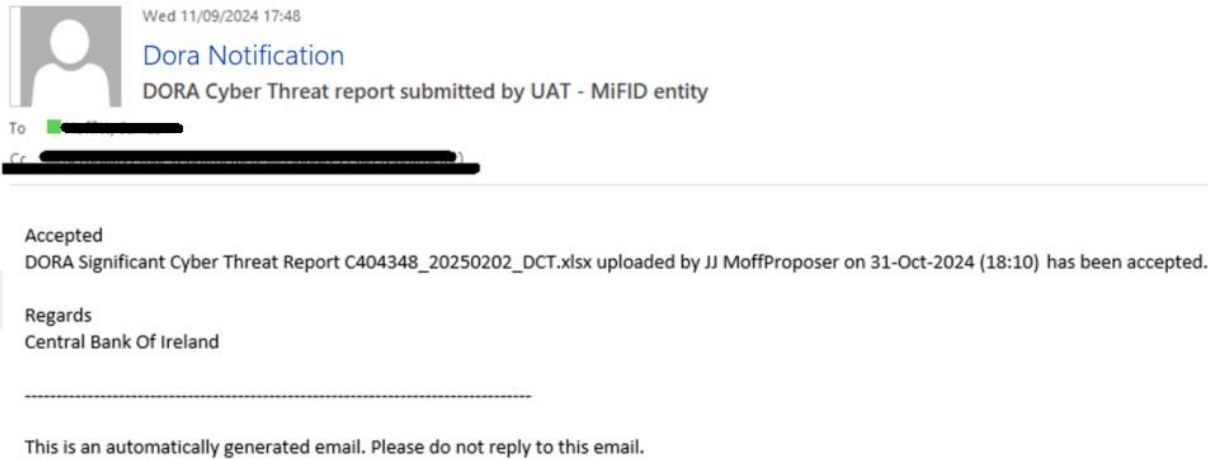 Wed 11/09/2024 17:48
Dora Notification
DORA Cyber Threat report submitted by UAT - MiFID entity
To
Cc
Accepted
DORA Significant Cyber Threat Report C404348_20250202_DCT.xlsx uploaded by JJ MoffProposer on 31-Oct-2024 (18:10) has been accepted.
Regards
Central Bank Of Ireland
--------------------------------------------------------------------------------
This is an automatically generated email. Please do not reply to this email.